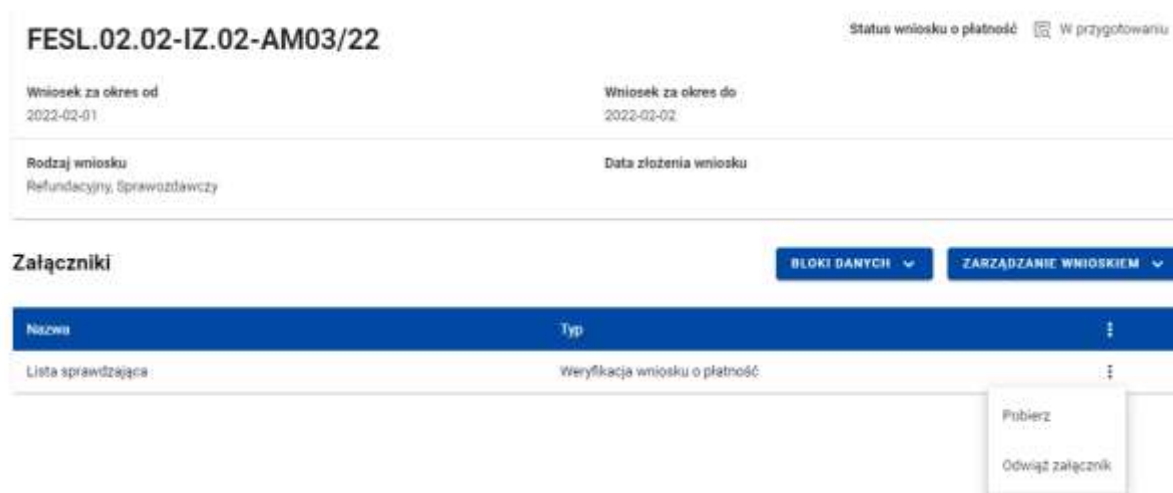 FESL.02.02-IZ.02-AM03/22
Status wniosku o płatność W przygotowaniu
Wniosek za okres od Wniosek za okres do
2022-02-01 2022-02-02
Rodzaj wniosku Data złożenia wniosku
Refundacyjny, Sprawozdawczy
Załączniki BLOKI DANYCH ZARZĄDZANIE WNIOSKIEM
Nazwa Typ
Lista sprawdzająca Weryfikacja wniosku o płatność
Pobierz
Odwiąż załącznik